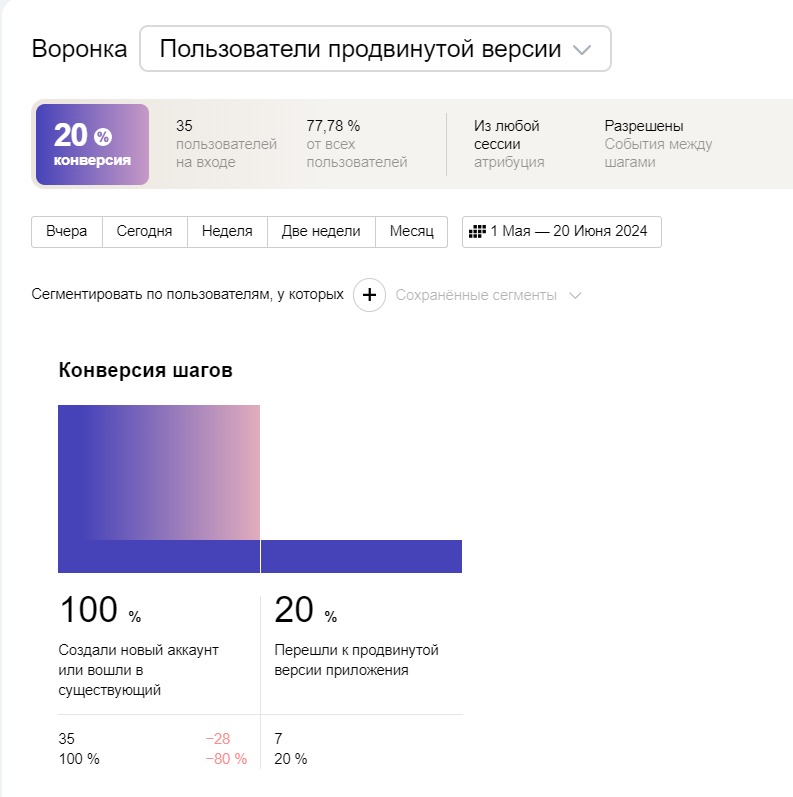 Воронка Пользователи продвинутой версии
20 %
конверсия
35
пользователей
на входе
77,78 %
от всех
пользователей
Из любой
сессии
атрибуция
Разрешены
События между
шагами
Вчера Сегодня Неделя Две недели Месяц 1 Мая — 20 Июня 2024
Сегментировать по пользователям, у которых + Сохранённые сегменты
Конверсия шагов
100 %
Создали новый аккаунт
или вошли в
существующий
35 −28
100 % −80 %
20 %
Перешли к продвинутой
версии приложения
7
20 %